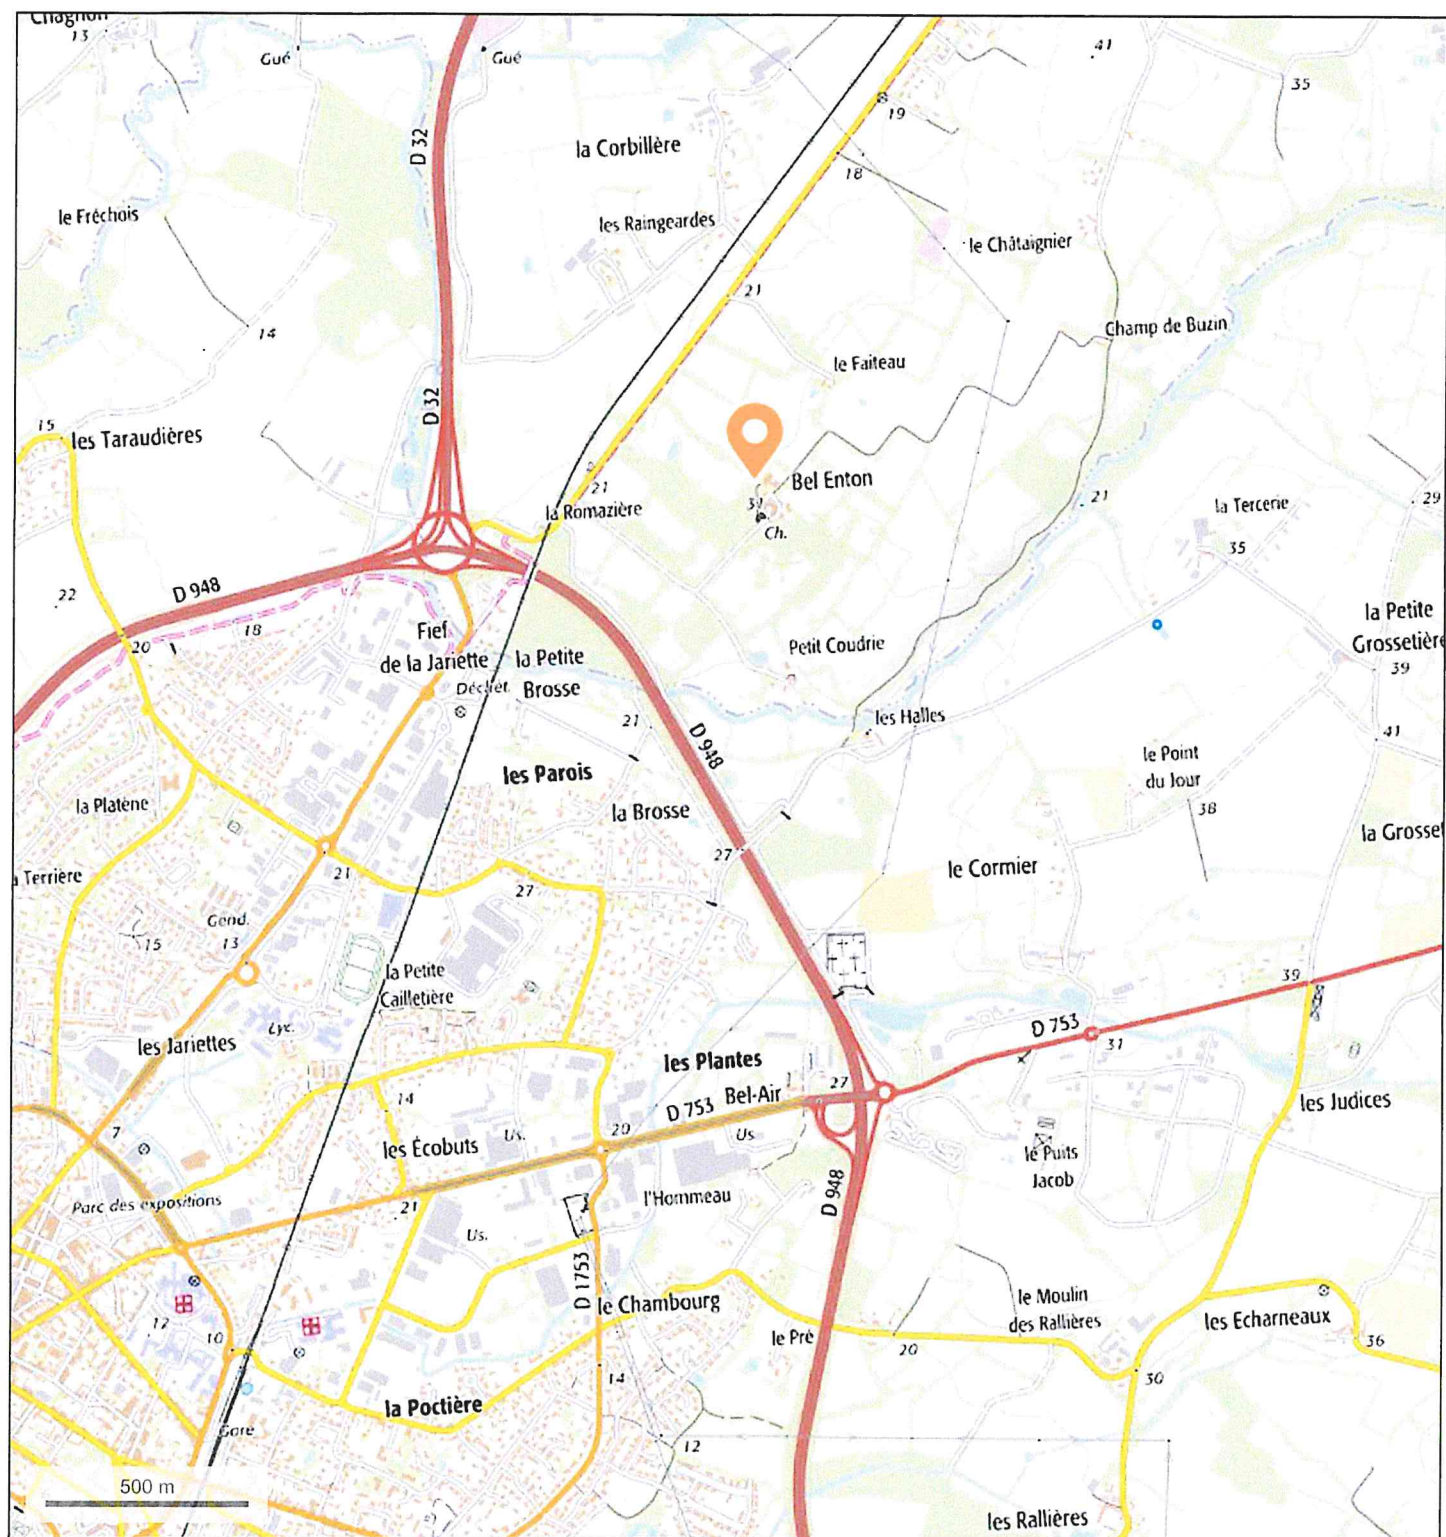 Chagnon
13
Gué
Gué
41
35
D 32
la Corbillère
19
18
le Fréchois
les Raingeardes
le Châtaignier
21
14
Champ de Buzin
le Faiteau
D 32
15
les Taraudières
Bel Enton
21
la Romazière
Ch.
21
la Tercerie
29
35
D 948
22
18
20
Fief
de la Jariette
la Petite
Brosse
Déchet.
Petit Coudrie
la Petite
Grossetière
39
21
les Halles
41
D 948
les Parois
le Point
du Jour
la Platène
la Brosse
38
la Grosset
27
le Cormier
a Terrière
21
27
Gend.
13
15
la Petite
Cailletière
39
Lyc.
les Jariettes
D 753
31
les Plantes
27
Bel-Air
D 753
14
les Judices
7
20
Us.
Us.
les Écobuts
le Puits
Jacob
Parc des expositions
21
l'Hommeau
D 948
Us.
D 1753
le Chambourg
le Moulin
des Rallières
les Echarneaux
12
10
le Pré
20
36
14
30
la Poctière
Gare
12
500 m
les Rallières